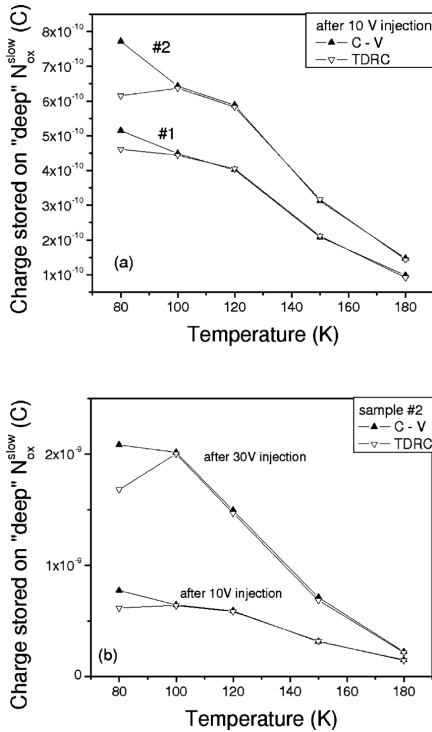 after 10 V injection
C - V
TDRC
8x10⁻¹⁰
7x10⁻¹⁰
6x10⁻¹⁰
5x10⁻¹⁰
4x10⁻¹⁰
3x10⁻¹⁰
2x10⁻¹⁰
1x10⁻¹⁰
#2
#1
(a)
80 100 120 140 160 180
Temperature (K)
Charge stored on "deep" N_ox^slow (C)
sample #2
C - V
TDRC
2x10⁻⁹
1x10⁻⁹
0
after 30V injection
after 10V injection
(b)
80 100 120 140 160 180
Temperature (K)
Charge stored on "deep" N_ox^slow (C)